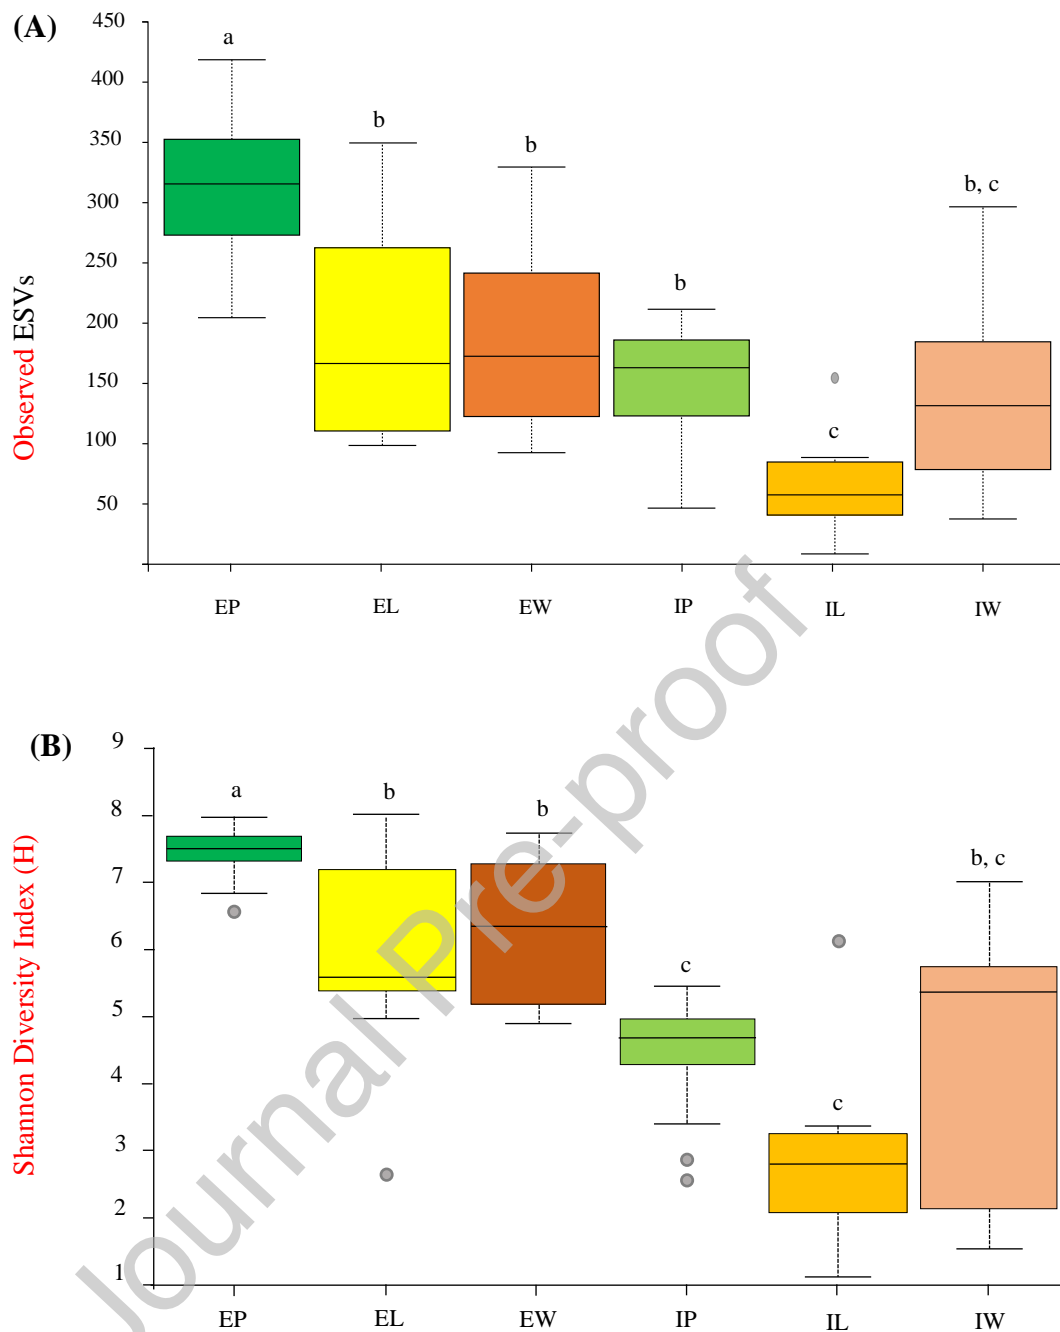 (A)
Observed ESVs
450
400
350
300
250
200
150
100
50
a
b
b
b
c
b, c
EP
EL
EW
IP
IL
IW
(B)
Shannon Diversity Index (H)
9
8
7
6
5
4
3
2
1
a
b
b
c
c
b, c
EP
EL
EW
IP
IL
IW
Journal Pre-proof